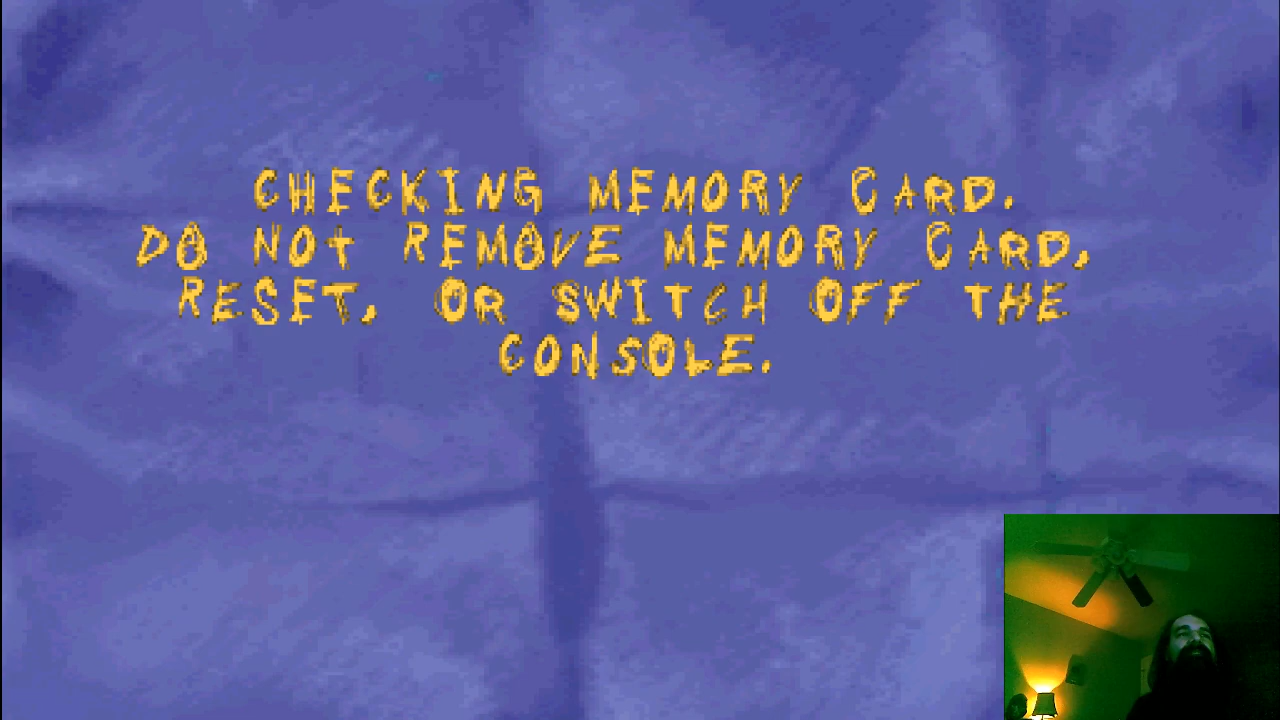 CHECKING MEMORY CARD.
DO NOT REMOVE MEMORY CARD,
RESET, OR SWITCH OFF THE
CONSOLE.